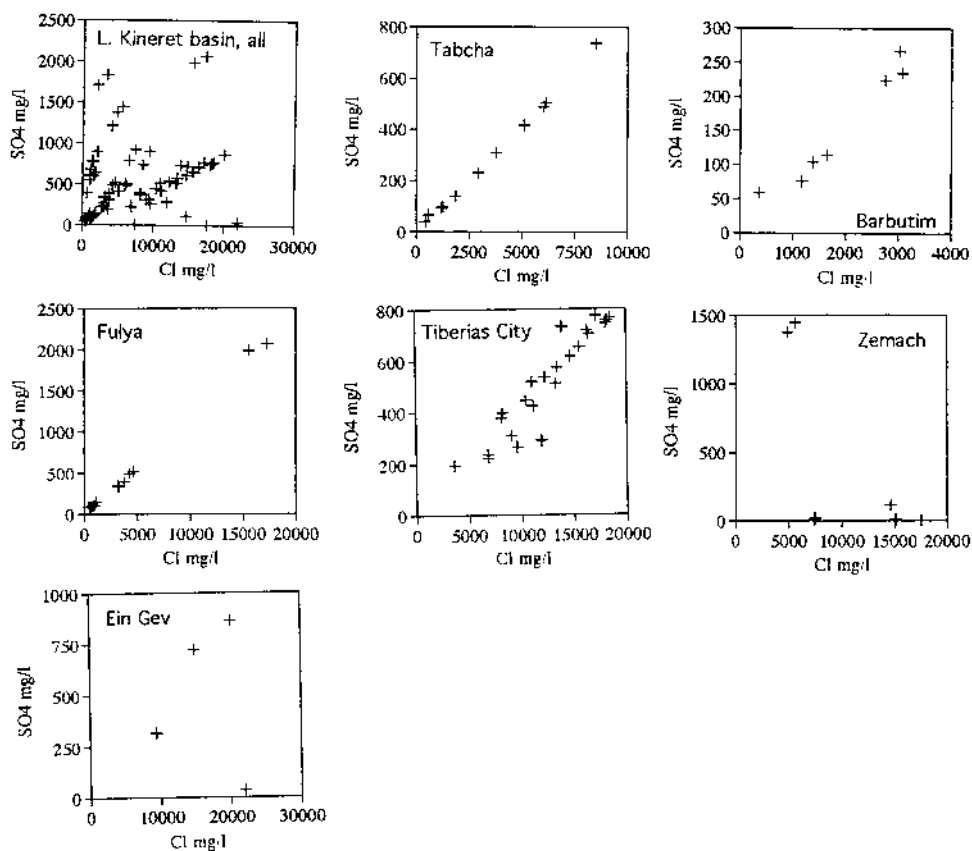 2500
2000
1500
1000
500
0
SO4 mg/l
L. Kineret basin, all
0 10000 20000 30000
Cl mg/l
800
600
400
200
0
SO4 mg/l
Tabcha
0 2500 5000 7500 10000
Cl mg/l
300
250
200
150
100
50
0
SO4 mg/l
Barbutim
0 1000 2000 3000 4000
Cl mg/l
2500
2000
1500
1000
500
0
SO4 mg/l
Fulya
0 5000 10000 15000 20000
Cl mg/l
800
600
400
200
0
SO4 mg/l
Tiberias City
0 5000 10000 15000 20000
Cl mg/l
1500
1000
500
0
SO4 mg/l
Zemach
0 5000 10000 15000 20000
Cl mg/l
1000
750
500
250
0
SO4 mg/l
Ein Gev
0 10000 20000 30000
Cl mg/l